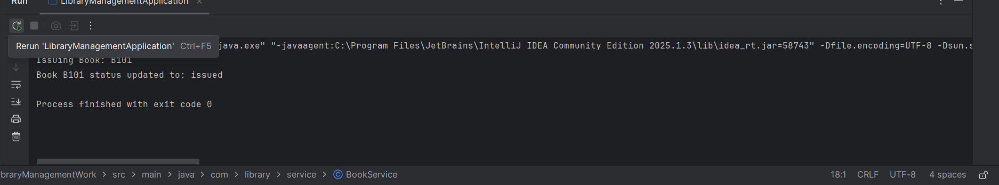 Run LibraryManagementApplication
Rerun 'LibraryManagementApplication' Ctrl+F5
java.exe" "-javaagent:C:\Program Files\JetBrains\IntelliJ IDEA Community Edition 2025.1.3\lib\idea_rt.jar=58743" -Dfile.encoding=UTF-8 -Dsun.s
Issuing Book: B101
Book B101 status updated to: issued
Process finished with exit code 0
braryManagementWork > src > main > java > com > library > service > BookService 18:1 CRLF UTF-8 4 spaces